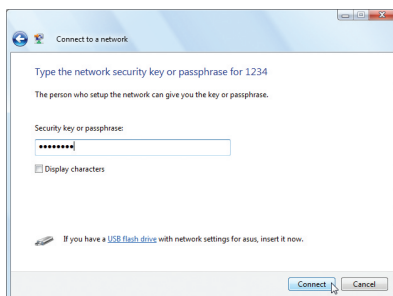 Connect to a network
Type the network security key or passphrase for 1234
The person who setup the network can give you the key or passphrase.
Security key or passphrase:
••••••••
Display characters
If you have a USB flash drive with network settings for asus, insert it now.
Connect Cancel